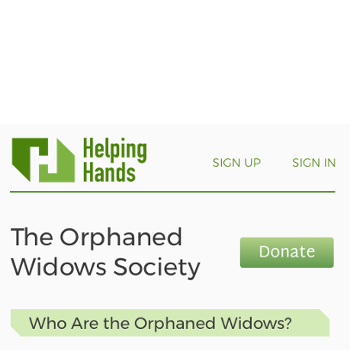 Helping
Hands
SIGN UP
SIGN IN
The Orphaned
Widows Society
Donate
Who Are the Orphaned Widows?